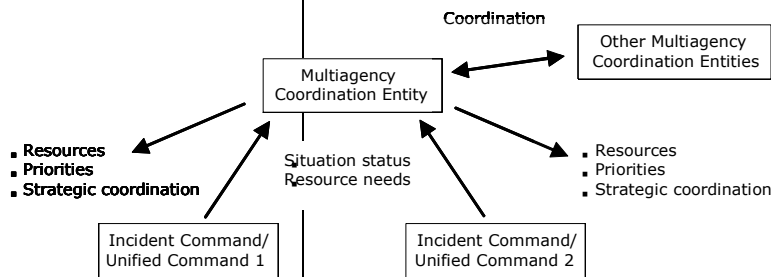 Coordination
Other Multiagency
Coordination Entities
Multiagency
Coordination Entity
▪ Resources
▪ Priorities
▪ Strategic coordination
▪ Situation status
▪ Resource needs
▪ Resources
▪ Priorities
▪ Strategic coordination
Incident Command/
Unified Command 1
Incident Command/
Unified Command 2